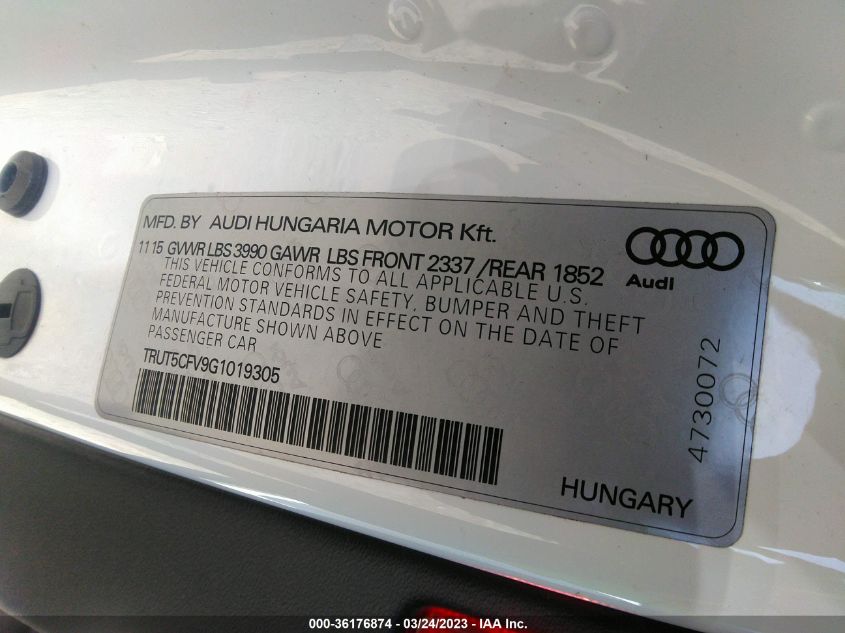 MFD. BY AUDI HUNGARIA MOTOR Kft.
11 15 GVWR LBS 3990 GAWR LBS FRONT 2337 /REAR 1852
THIS VEHICLE CONFORMS TO ALL APPLICABLE U.S.
FEDERAL MOTOR VEHICLE SAFETY, BUMPER AND THEFT
PREVENTION STANDARDS IN EFFECT ON THE DATE OF
MANUFACTURE SHOWN ABOVE
PASSENGER CAR
TRUT5CFV9G1019305
Audi
4730072
HUNGARY
000-36176874 - 03/24/2023 - IAA Inc.